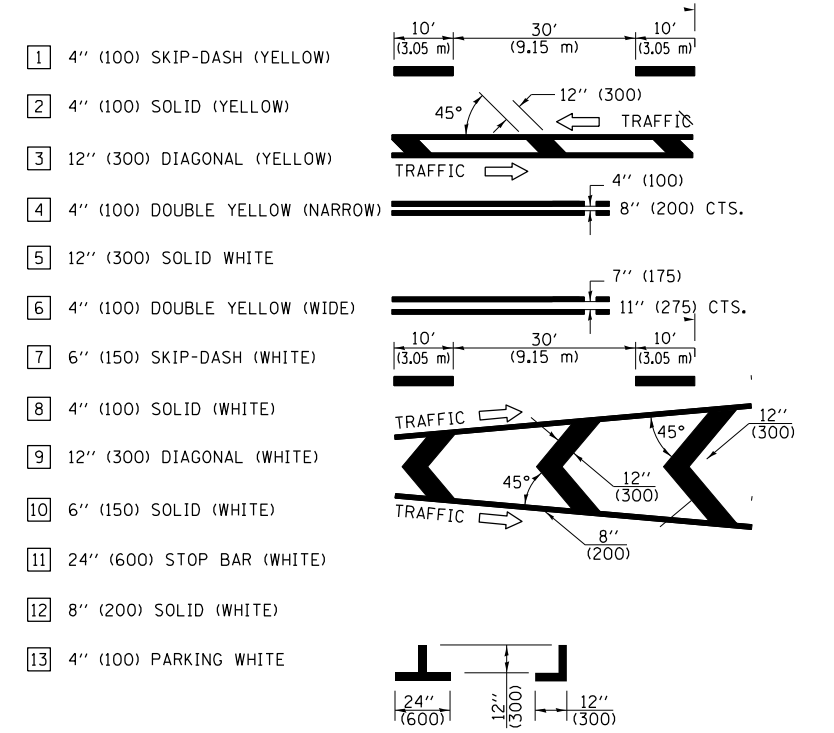 10' 30' 10'
(3.05 m) (9.15 m) (3.05 m)
1 4'' (100) SKIP-DASH (YELLOW)
2 4'' (100) SOLID (YELLOW)
12'' (300)
45°
TRAFFIC
3 12'' (300) DIAGONAL (YELLOW)
TRAFFIC
4'' (100)
4 4'' (100) DOUBLE YELLOW (NARROW)
8'' (200) CTS.
5 12'' (300) SOLID WHITE
7'' (175)
6 4'' (100) DOUBLE YELLOW (WIDE)
11'' (275) CTS.
10' 30' 10'
(3.05 m) (9.15 m) (3.05 m)
7 6'' (150) SKIP-DASH (WHITE)
8 4'' (100) SOLID (WHITE)
TRAFFIC
45°
12''
(300)
9 12'' (300) DIAGONAL (WHITE)
45°
12''
(300)
10 6'' (150) SOLID (WHITE)
TRAFFIC
8''
(200)
11 24'' (600) STOP BAR (WHITE)
12 8'' (200) SOLID (WHITE)
13 4'' (100) PARKING WHITE
24''
(600)
12''
(300)
12''
(300)